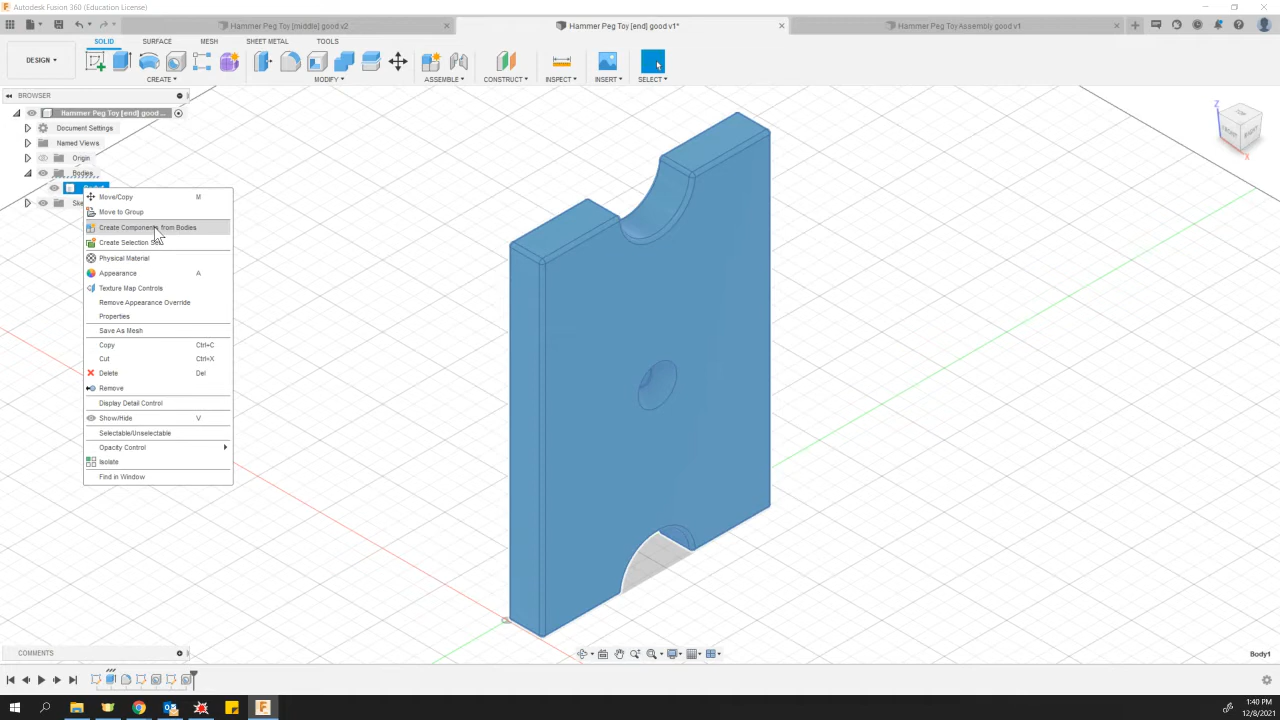 Autodesk Fusion 360 (Education License)
Hammer Peg Toy [middle] good v2
Hammer Peg Toy [end] good v1*
Hammer Peg Toy Assembly good v1
SOLID
SURFACE
MESH
SHEET METAL
TOOLS
DESIGN
CREATE
MODIFY
ASSEMBLE
CONSTRUCT
INSPECT
INSERT
SELECT
BROWSER
Hammer Peg Toy [end] good ...
Document Settings
Named Views
Origin
Bodies
Move/Copy M
Move to Group
Create Components from Bodies
Create Selection
Physical Material
Appearance A
Texture Map Controls
Remove Appearance Override
Properties
Save As Mesh
Copy Ctrl+C
Cut Ctrl+X
Delete Del
Remove
Display Detail Control
Show/Hide V
Selectable/Unselectable
Opacity Control
Isolate
Find in Window
Z
TOP
FRONT
RIGHT
X
COMMENTS
Body1
1:40 PM
12/8/2021